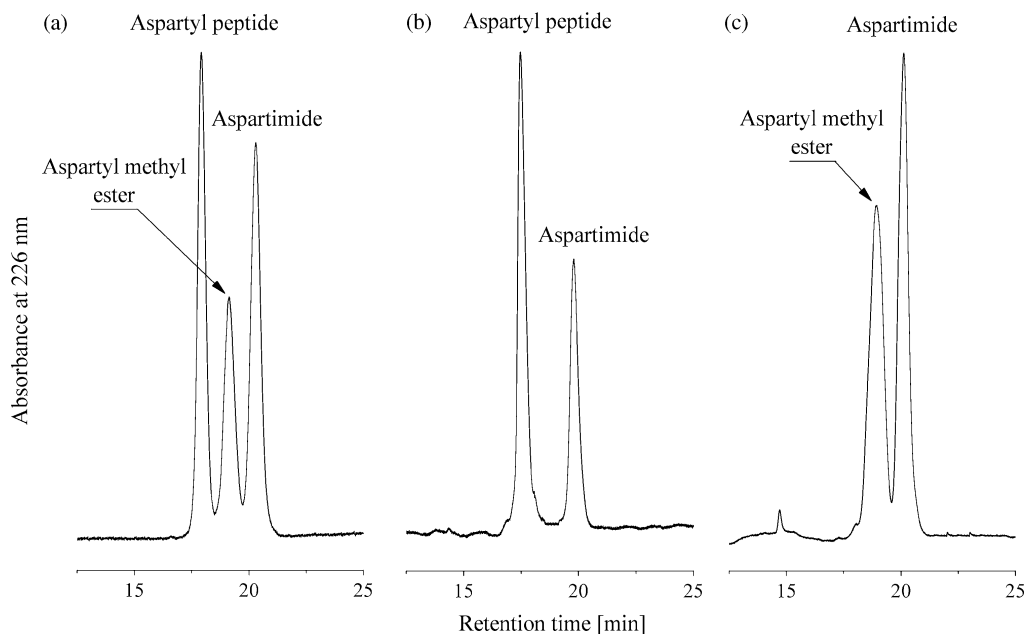 (a)
Aspartyl peptide
Aspartimide
Aspartyl methyl
ester
(b)
Aspartyl peptide
Aspartimide
(c)
Aspartimide
Aspartyl methyl
ester
Absorbance at 226 nm
15 20 25
15 20 25
15 20 25
Retention time [min]